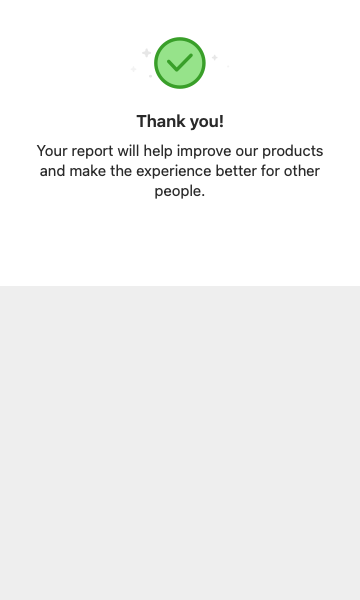 Thank you!
Your report will help improve our products
and make the experience better for other
people.